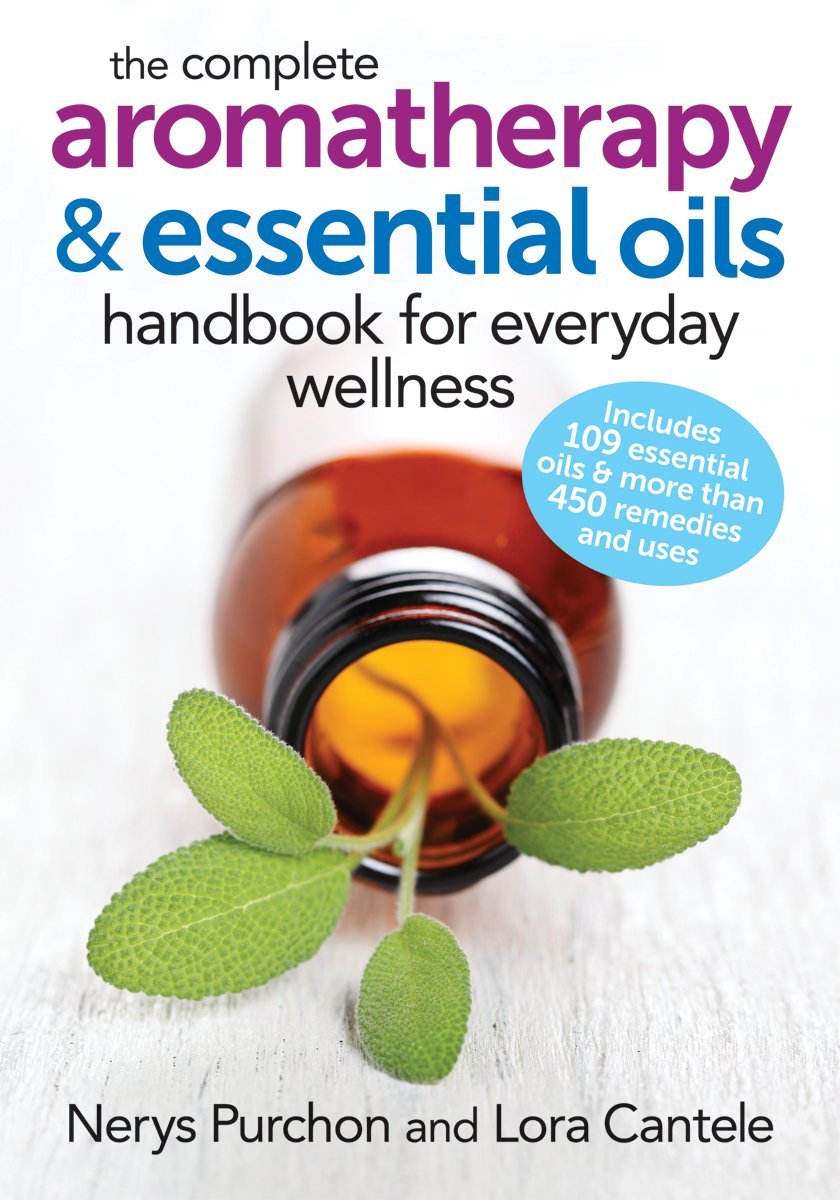 the complete
aromatherapy
& essential oils
handbook for everyday
wellness
Includes
109 essential
oils & more than
450 remedies
and uses
Nerys Purchon and Lora Cantele